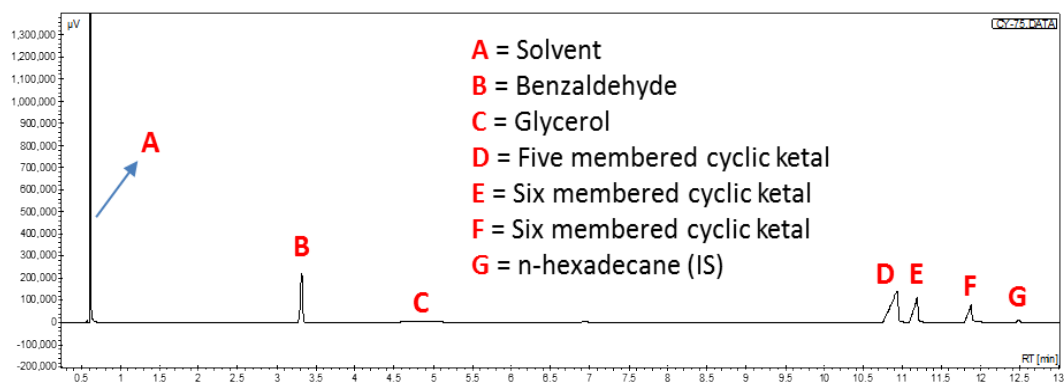 µV
CY-75.DATA
1,300,000
1,200,000
1,100,000
1,000,000
900,000
800,000
700,000
600,000
500,000
400,000
300,000
200,000
100,000
0
-100,000
-200,000
A = Solvent
B = Benzaldehyde
C = Glycerol
D = Five membered cyclic ketal
E = Six membered cyclic ketal
F = Six membered cyclic ketal
G = n-hexadecane (IS)
A
B
C
D
E
F
G
RT [min]
0.5 1 1.5 2 2.5 3 3.5 4 4.5 5 5.5 6 6.5 7 7.5 8 8.5 9 9.5 10 10.5 11 11.5 12 12.5 13